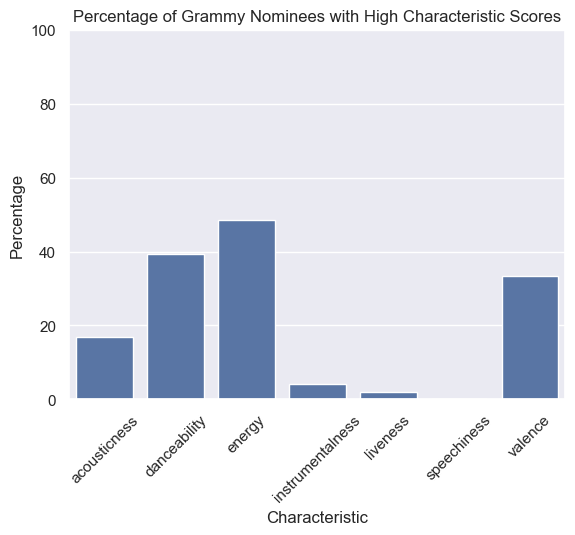 Percentage of Grammy Nominees with High Characteristic Scores
100
80
60
40
20
0
Percentage
acousticness
danceability
energy
instrumentalness
liveness
speechiness
valence
Characteristic